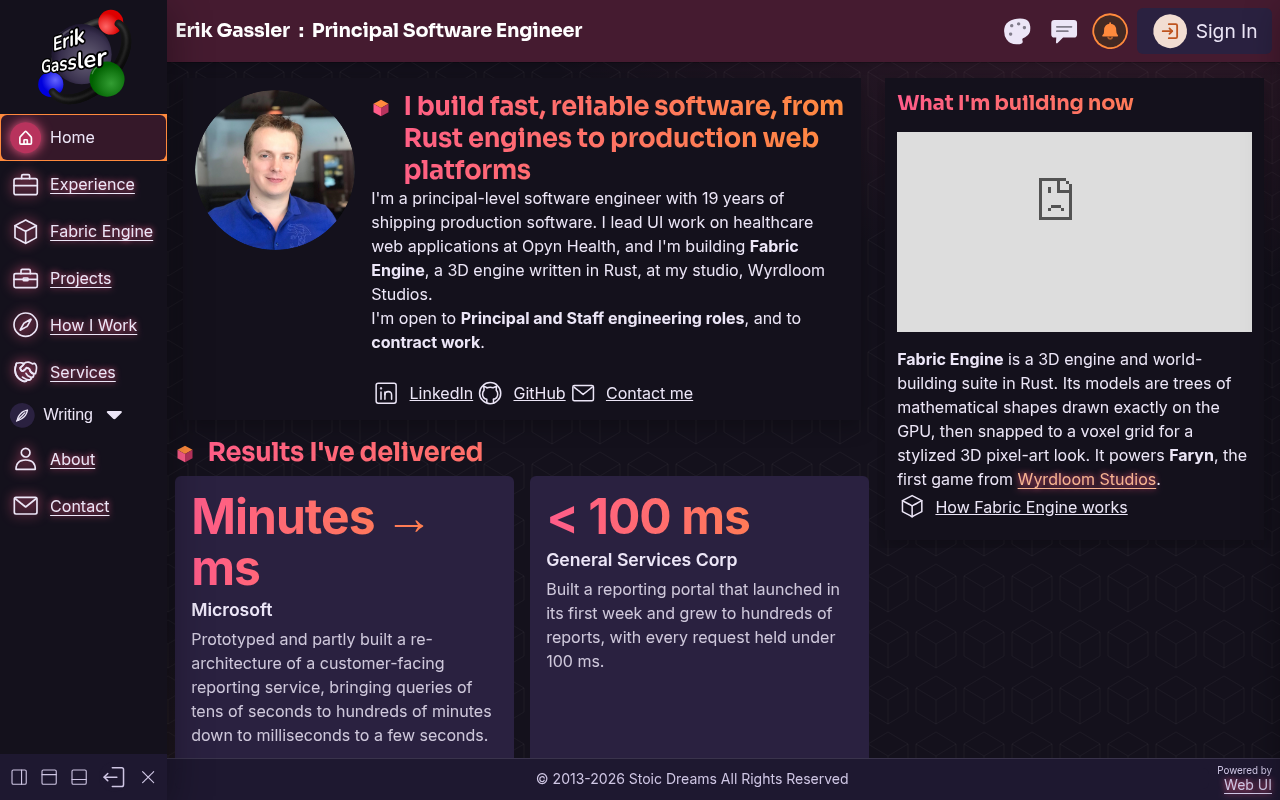 Erik
Gassler
Erik Gassler : Principal Software Engineer
Sign In
Home
Experience
Fabric Engine
Projects
How I Work
Services
Writing
About
Contact
I build fast, reliable software, from
Rust engines to production web
platforms
I'm a principal-level software engineer with 19 years of
shipping production software. I lead UI work on healthcare
web applications at Opyn Health, and I'm building Fabric
Engine, a 3D engine written in Rust, at my studio, Wyrdloom
Studios.
I'm open to Principal and Staff engineering roles, and to
contract work.
LinkedIn GitHub Contact me
Results I've delivered
Minutes →
ms
Microsoft
Prototyped and partly built a re-
architecture of a customer-facing
reporting service, bringing queries of
tens of seconds to hundreds of minutes
down to milliseconds to a few seconds.
< 100 ms
General Services Corp
Built a reporting portal that launched in
its first week and grew to hundreds of
reports, with every request held under
100 ms.
What I'm building now
Fabric Engine is a 3D engine and world-
building suite in Rust. Its models are trees of
mathematical shapes drawn exactly on the
GPU, then snapped to a voxel grid for a
stylized 3D pixel-art look. It powers Faryn, the
first game from Wyrdloom Studios.
How Fabric Engine works
© 2013-2026 Stoic Dreams All Rights Reserved
Powered by
Web UI